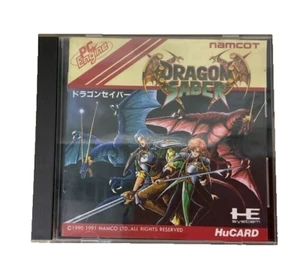 PC Engine
namcot
DRAGON
SABER
ドラゴンセイバー
©1990 1991 NAMCO LTD., ALL RIGHTS RESERVED
HE
SYSTEM
HuCARD